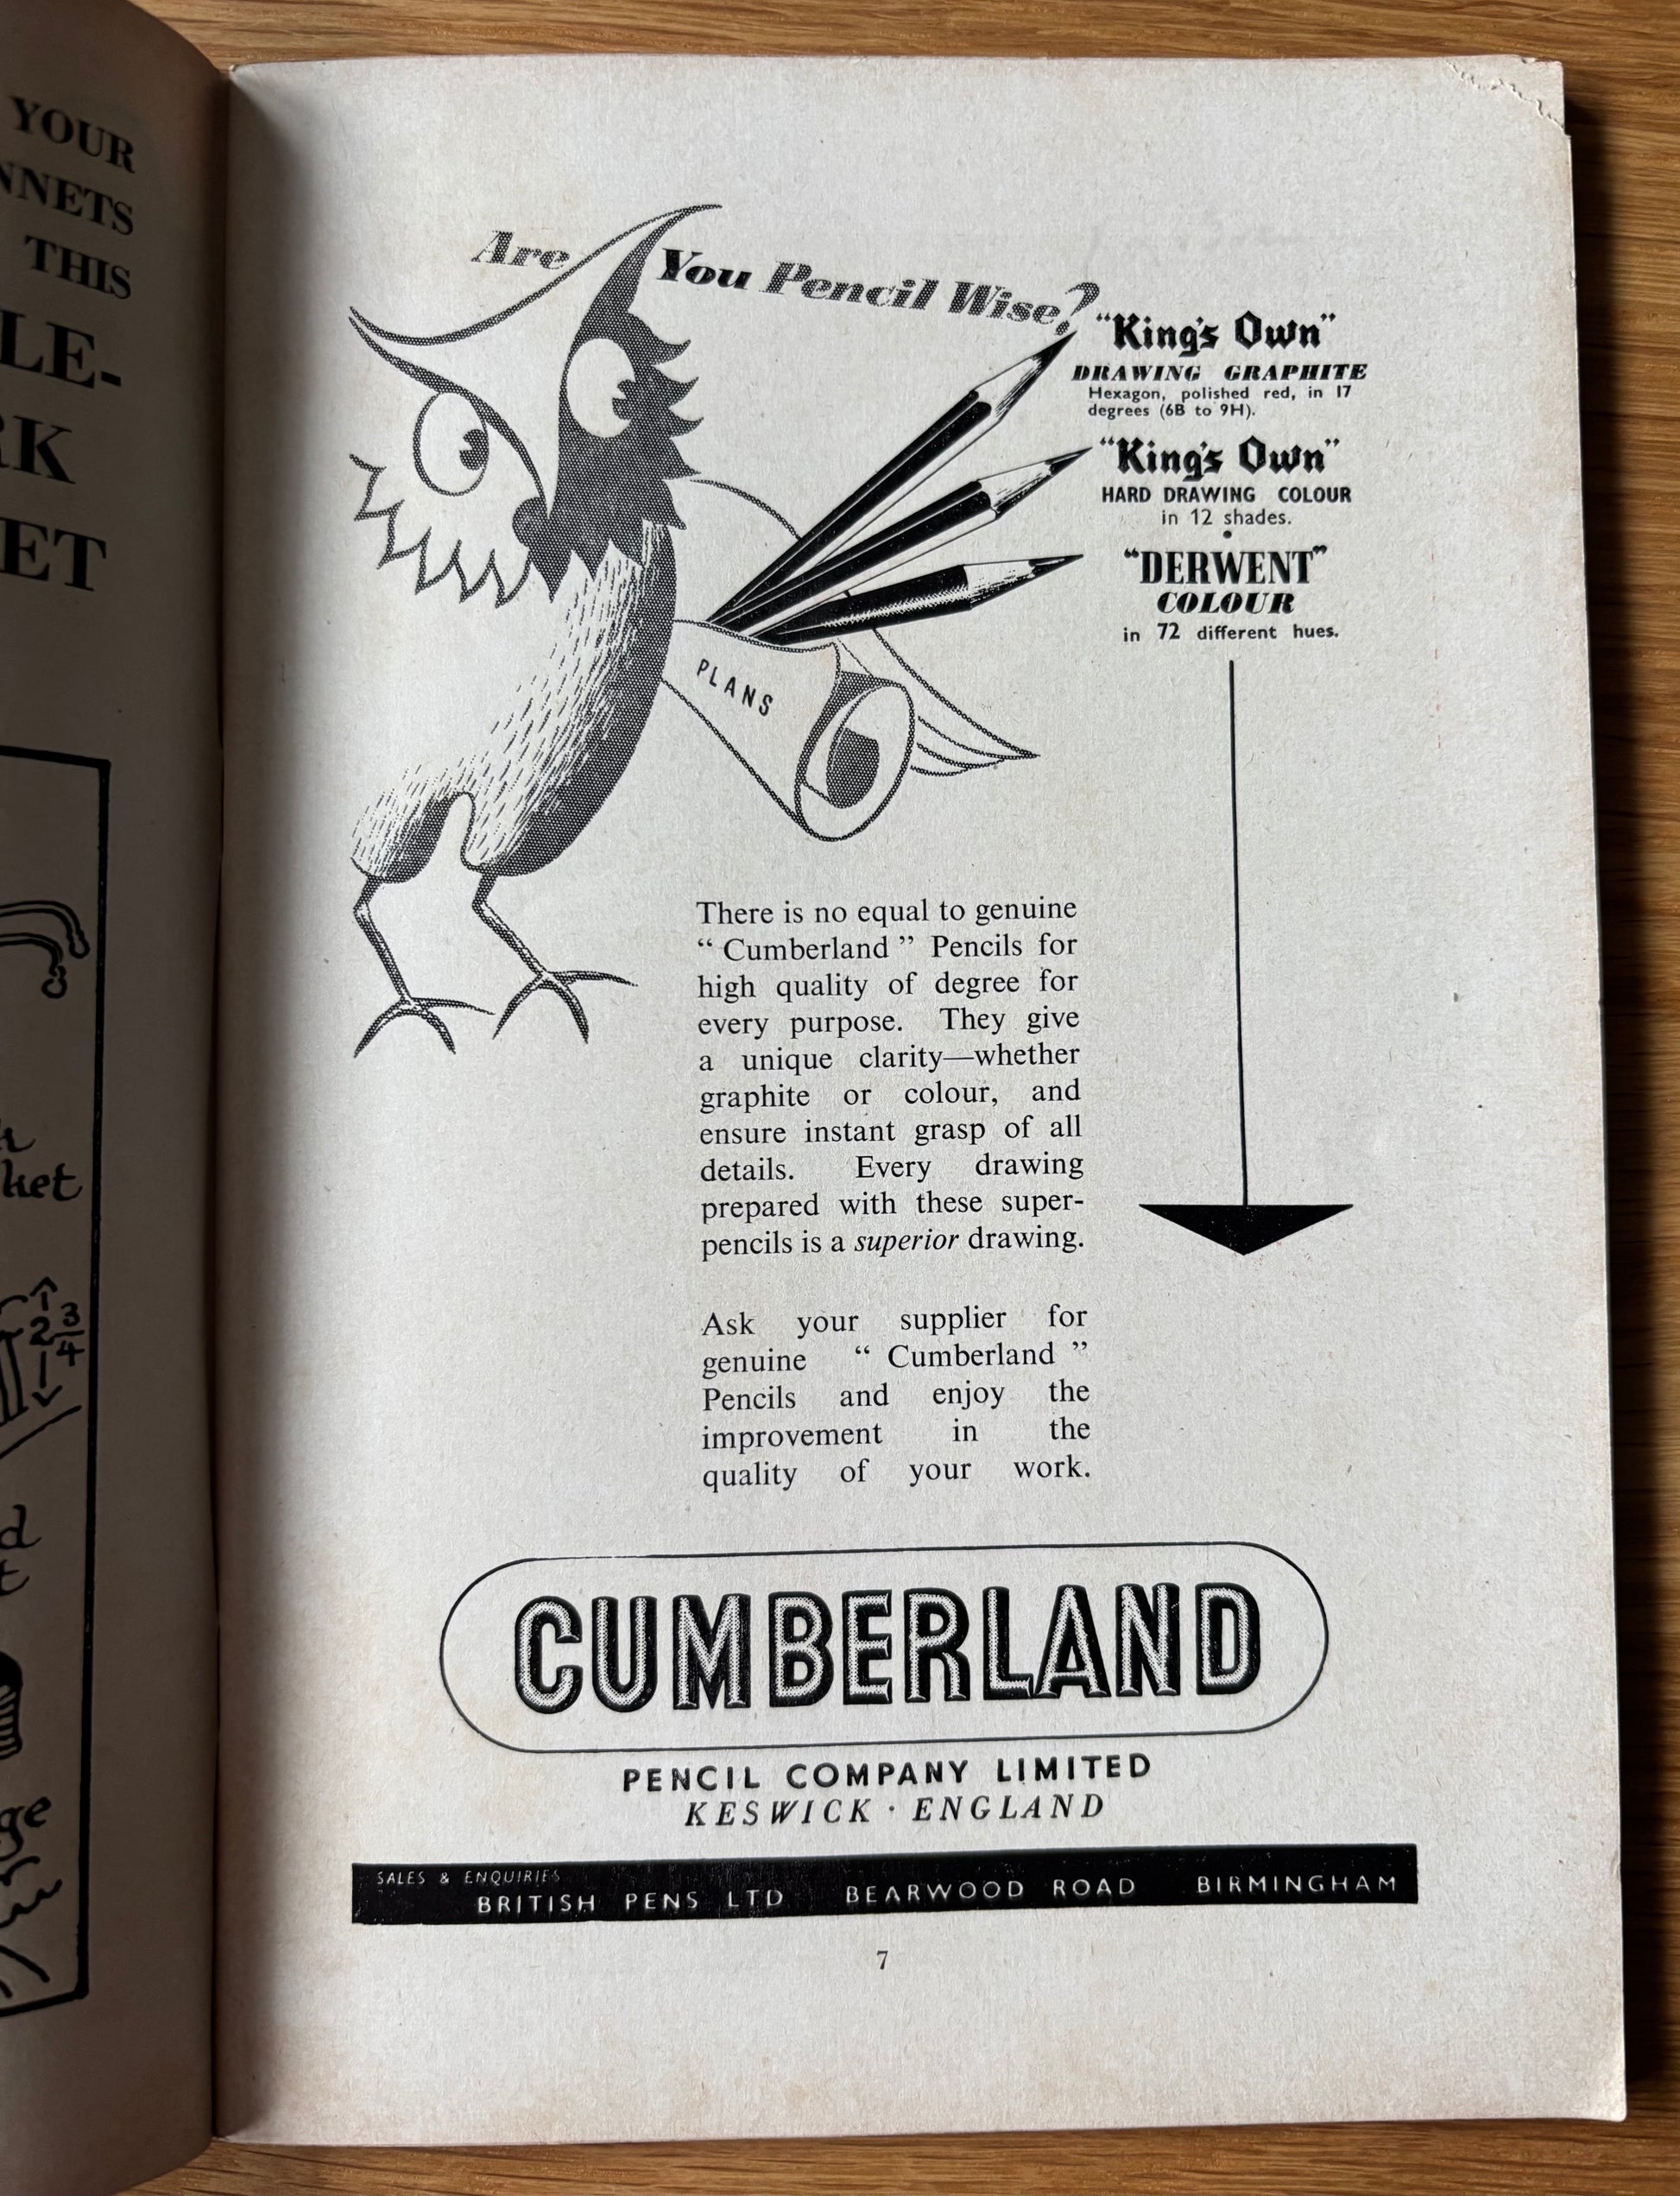 YOUR
THIS
LE-
RK
ET
ket
2 3/4
Are You Pencil Wise?
"King's Own"
DRAWING GRAPHITE
Hexagon, polished red, in 17
degrees (6B to 9H).
"King's Own"
HARD DRAWING COLOUR
in 12 shades.
"DERWENT"
COLOUR
in 72 different hues.
PLANS
There is no equal to genuine
“ Cumberland ” Pencils for
high quality of degree for
every purpose. They give
a unique clarity—whether
graphite or colour, and
ensure instant grasp of all
details. Every drawing
prepared with these super-
pencils is a superior drawing.
Ask your supplier for
genuine “ Cumberland ”
Pencils and enjoy the
improvement in the
quality of your work.
CUMBERLAND
PENCIL COMPANY LIMITED
KESWICK · ENGLAND
SALES & ENQUIRIES
BRITISH PENS LTD BEARWOOD ROAD BIRMINGHAM
7